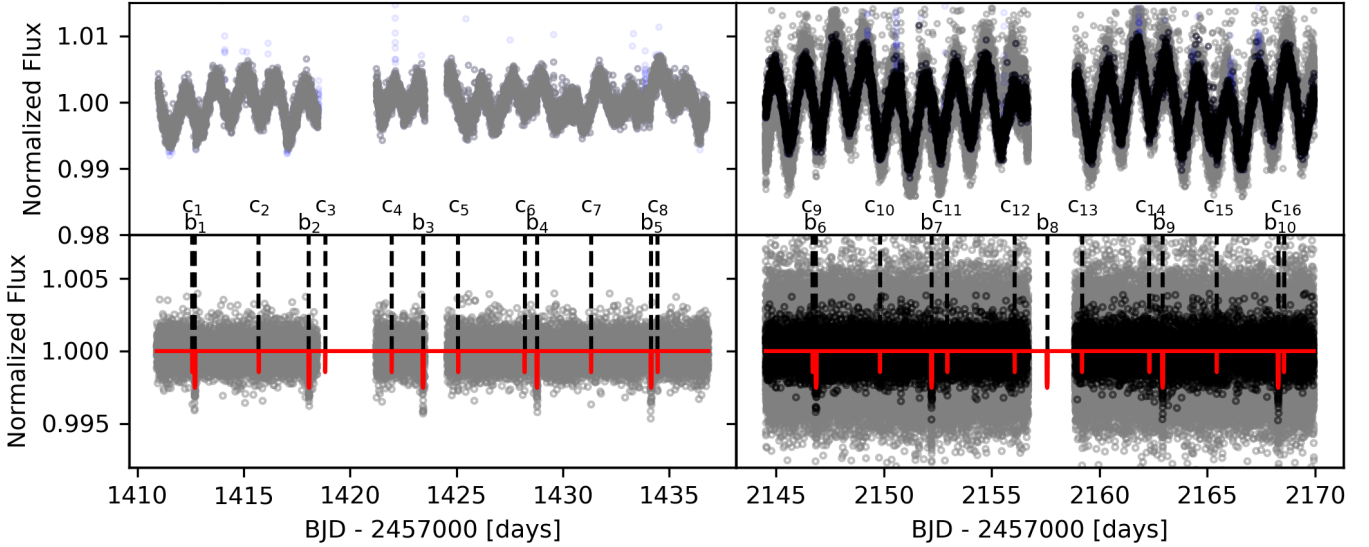 Normalized Flux
1.01
1.00
0.99
0.98
c₁ c₂ c₃ c₄ c₅ c₆ c₇ c₈ c₉ c₁₀ c₁₁ c₁₂ c₁₃ c₁₄ c₁₅ c₁₆
b₁ b₂ b₃ b₄ b₅ b₆ b₇ b₈ b₉ b₁₀
Normalized Flux
1.005
1.000
0.995
1410 1415 1420 1425 1430 1435 2145 2150 2155 2160 2165 2170
BJD - 2457000 [days] BJD - 2457000 [days]